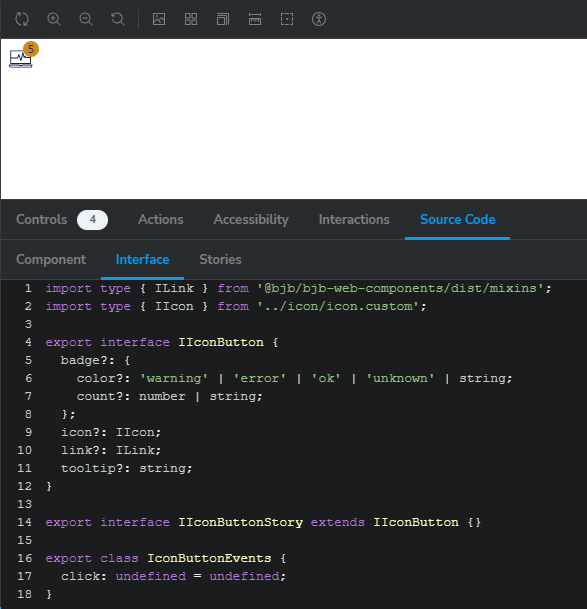 5
Controls 4 Actions Accessibility Interactions Source Code
Component Interface Stories
1 import type { ILink } from '@bjb/bjb-web-components/dist/mixins';
2 import type { IIcon } from '../icon/icon.custom';
3
4 export interface IIconButton {
5   badge?: {
6     color?: 'warning' | 'error' | 'ok' | 'unknown' | string;
7     count?: number | string;
8   };
9   icon?: IIcon;
10   link?: ILink;
11   tooltip?: string;
12 }
13
14 export interface IIconButtonStory extends IIconButton {}
15
16 export class IconButtonEvents {
17   click: undefined = undefined;
18 }